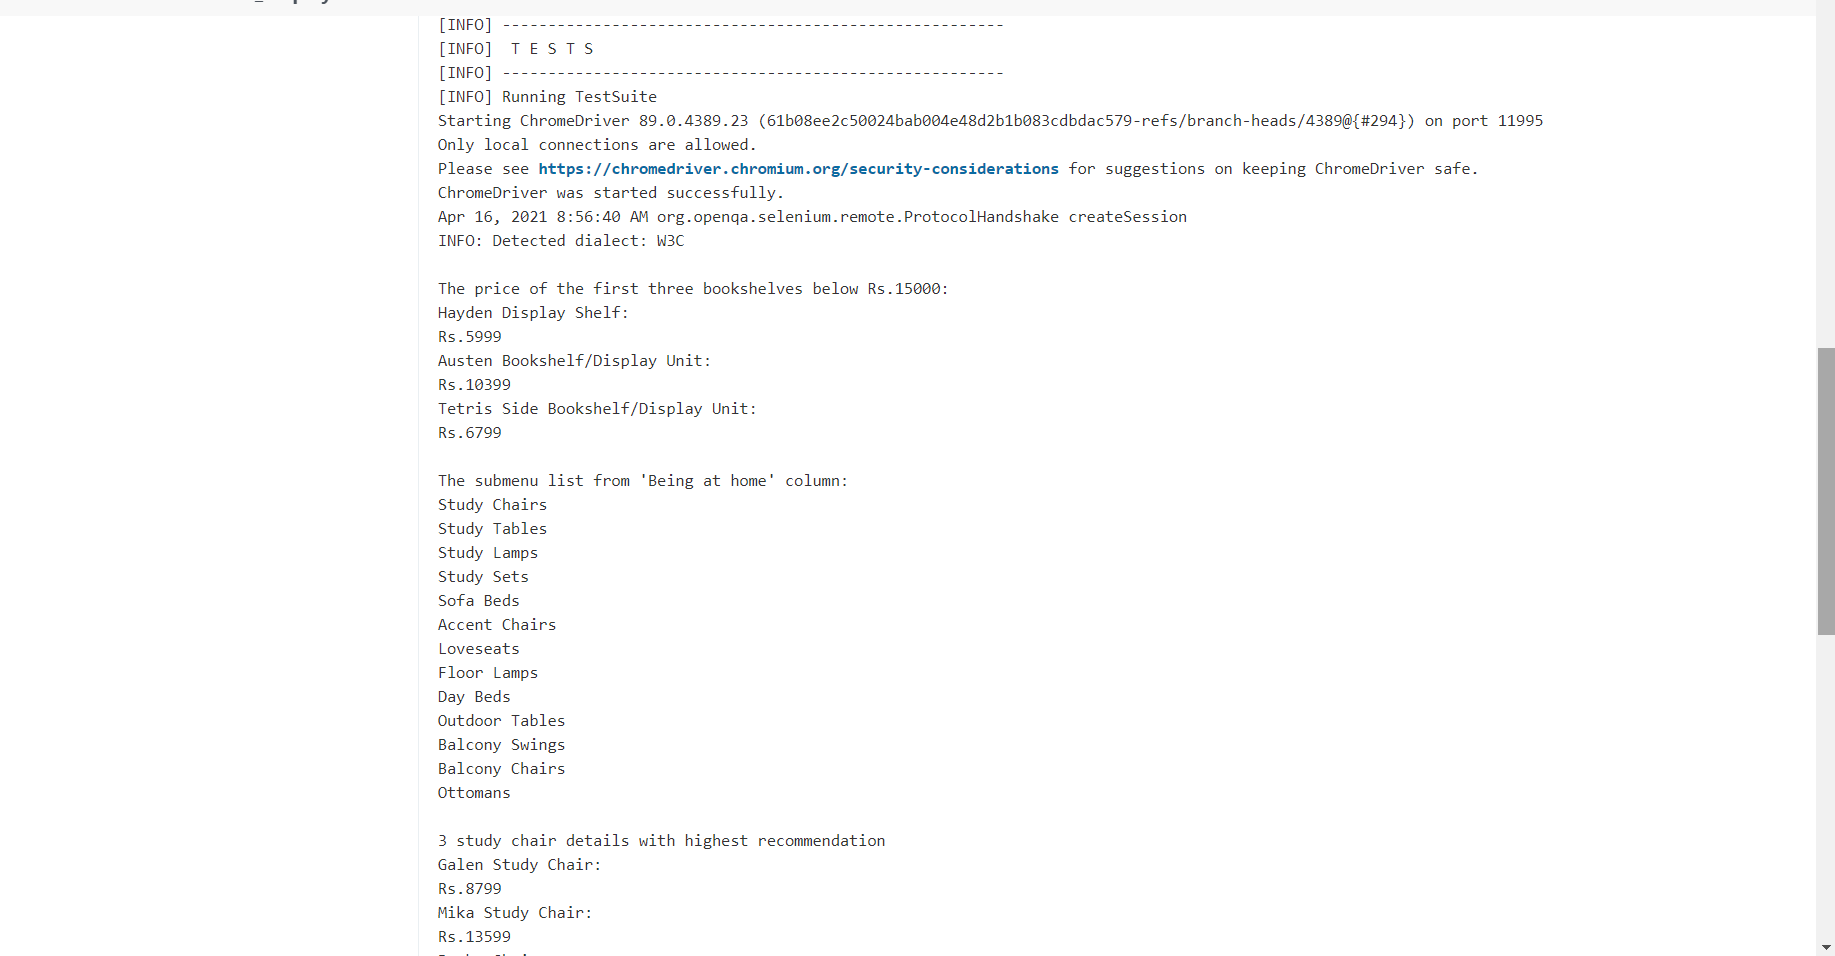 [INFO] -------------------------------------------------------
[INFO]  T E S T S
[INFO] -------------------------------------------------------
[INFO] Running TestSuite
Starting ChromeDriver 89.0.4389.23 (61b08ee2c50024bab004e48d2b1b083cdbdac579-refs/branch-heads/4389@{#294}) on port 11995
Only local connections are allowed.
Please see https://chromedriver.chromium.org/security-considerations for suggestions on keeping ChromeDriver safe.
ChromeDriver was started successfully.
Apr 16, 2021 8:56:40 AM org.openqa.selenium.remote.ProtocolHandshake createSession
INFO: Detected dialect: W3C
The price of the first three bookshelves below Rs.15000:
Hayden Display Shelf:
Rs.5999
Austen Bookshelf/Display Unit:
Rs.10399
Tetris Side Bookshelf/Display Unit:
Rs.6799
The submenu list from 'Being at home' column:
Study Chairs
Study Tables
Study Lamps
Study Sets
Sofa Beds
Accent Chairs
Loveseats
Floor Lamps
Day Beds
Outdoor Tables
Balcony Swings
Balcony Chairs
Ottomans
3 study chair details with highest recommendation
Galen Study Chair:
Rs.8799
Mika Study Chair:
Rs.13599